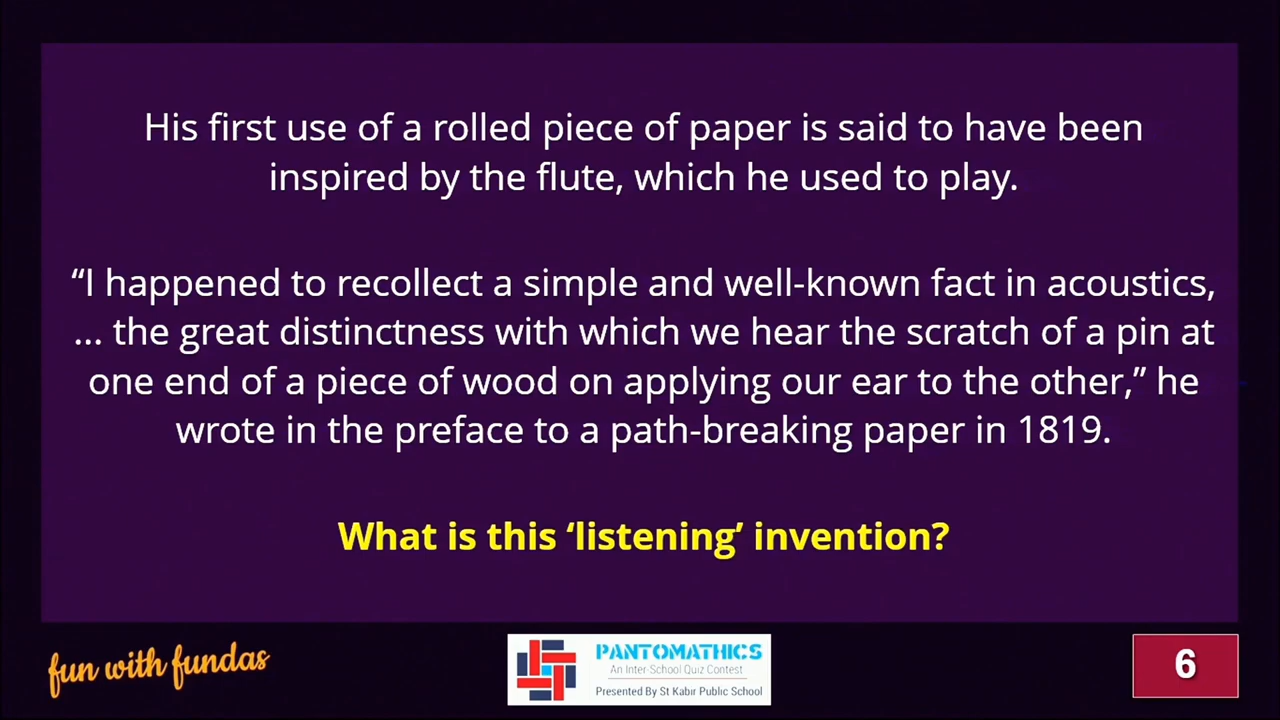 His first use of a rolled piece of paper is said to have been
inspired by the flute, which he used to play.
“I happened to recollect a simple and well-known fact in acoustics,
... the great distinctness with which we hear the scratch of a pin at
one end of a piece of wood on applying our ear to the other,” he
wrote in the preface to a path-breaking paper in 1819.
What is this ‘listening’ invention?
fun with fundas
PANTOMATHICS
An Inter-School Quiz Contest
Presented By St Kabir Public School
6